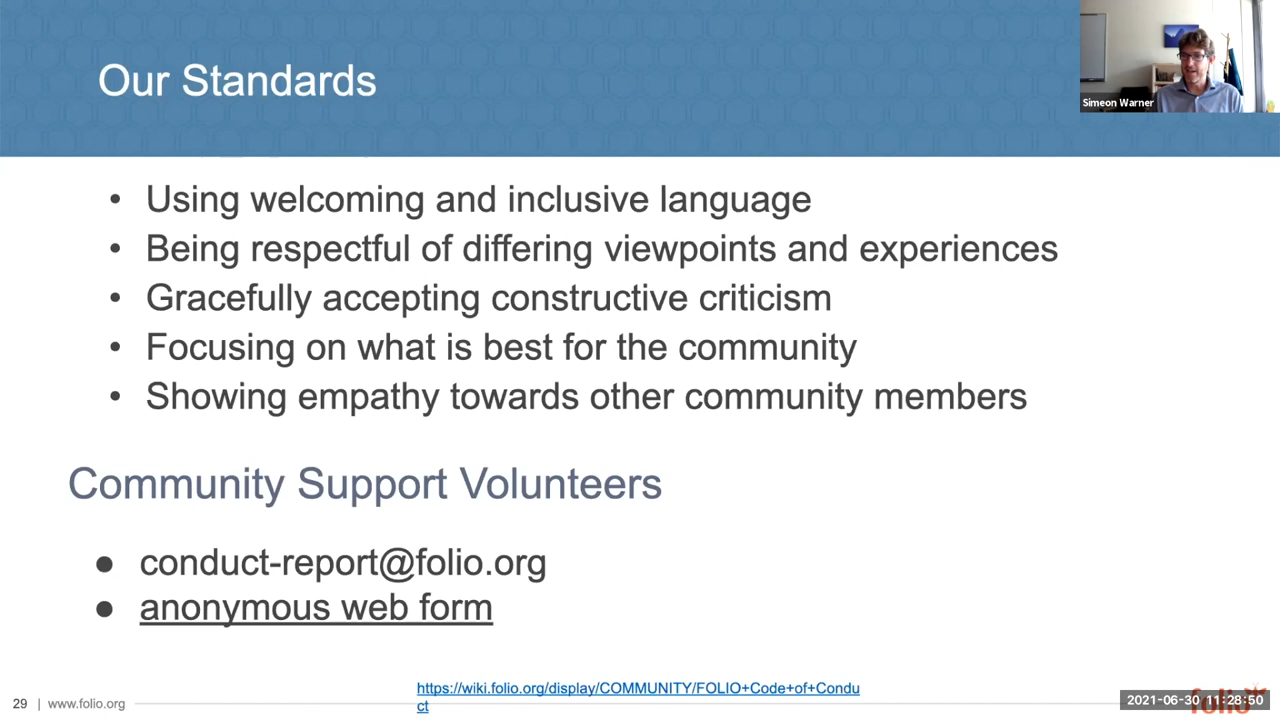 Our Standards
Simeon Warner
• Using welcoming and inclusive language
• Being respectful of differing viewpoints and experiences
• Gracefully accepting constructive criticism
• Focusing on what is best for the community
• Showing empathy towards other community members
Community Support Volunteers
● conduct-report@folio.org
● anonymous web form
https://wiki.folio.org/display/COMMUNITY/FOLIO+Code+of+Condu
ct
29 | www.folio.org
folio
2021-06-30 11:28:50